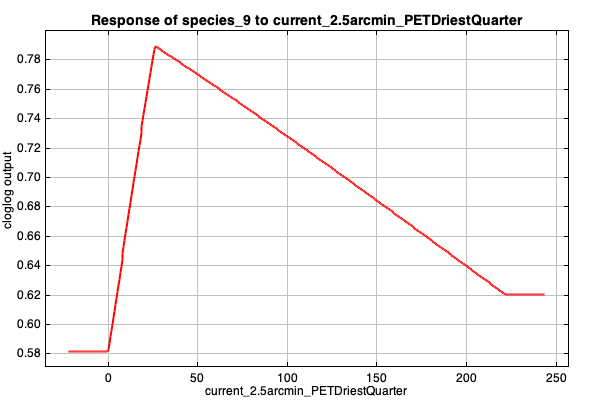 Response of species_9 to current_2.5arcmin_PETDriestQuarter
cloglog output
0.78
0.76
0.74
0.72
0.70
0.68
0.66
0.64
0.62
0.60
0.58
0 50 100 150 200 250
current_2.5arcmin_PETDriestQuarter